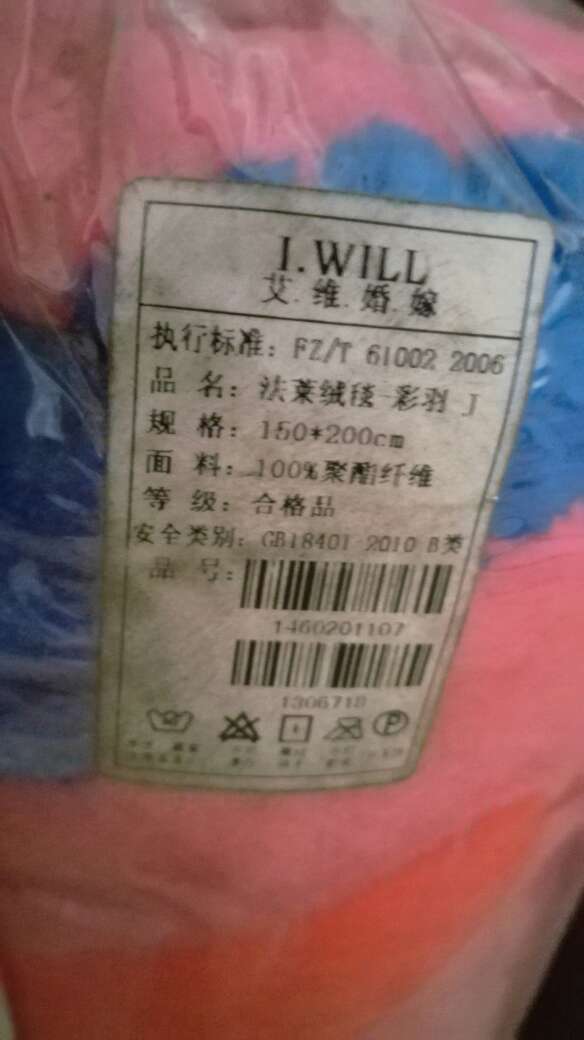 I.WILL
艾.维.婚.嫁
执行标准：FZ/T 61002 2006
品 名：法莱绒毯-彩羽 J
规 格：150*200cm
面 料：100%聚酯纤维
等 级：合格品
安全类别：GB18401-2010 B类
品 号：
1460201107
1306718
P